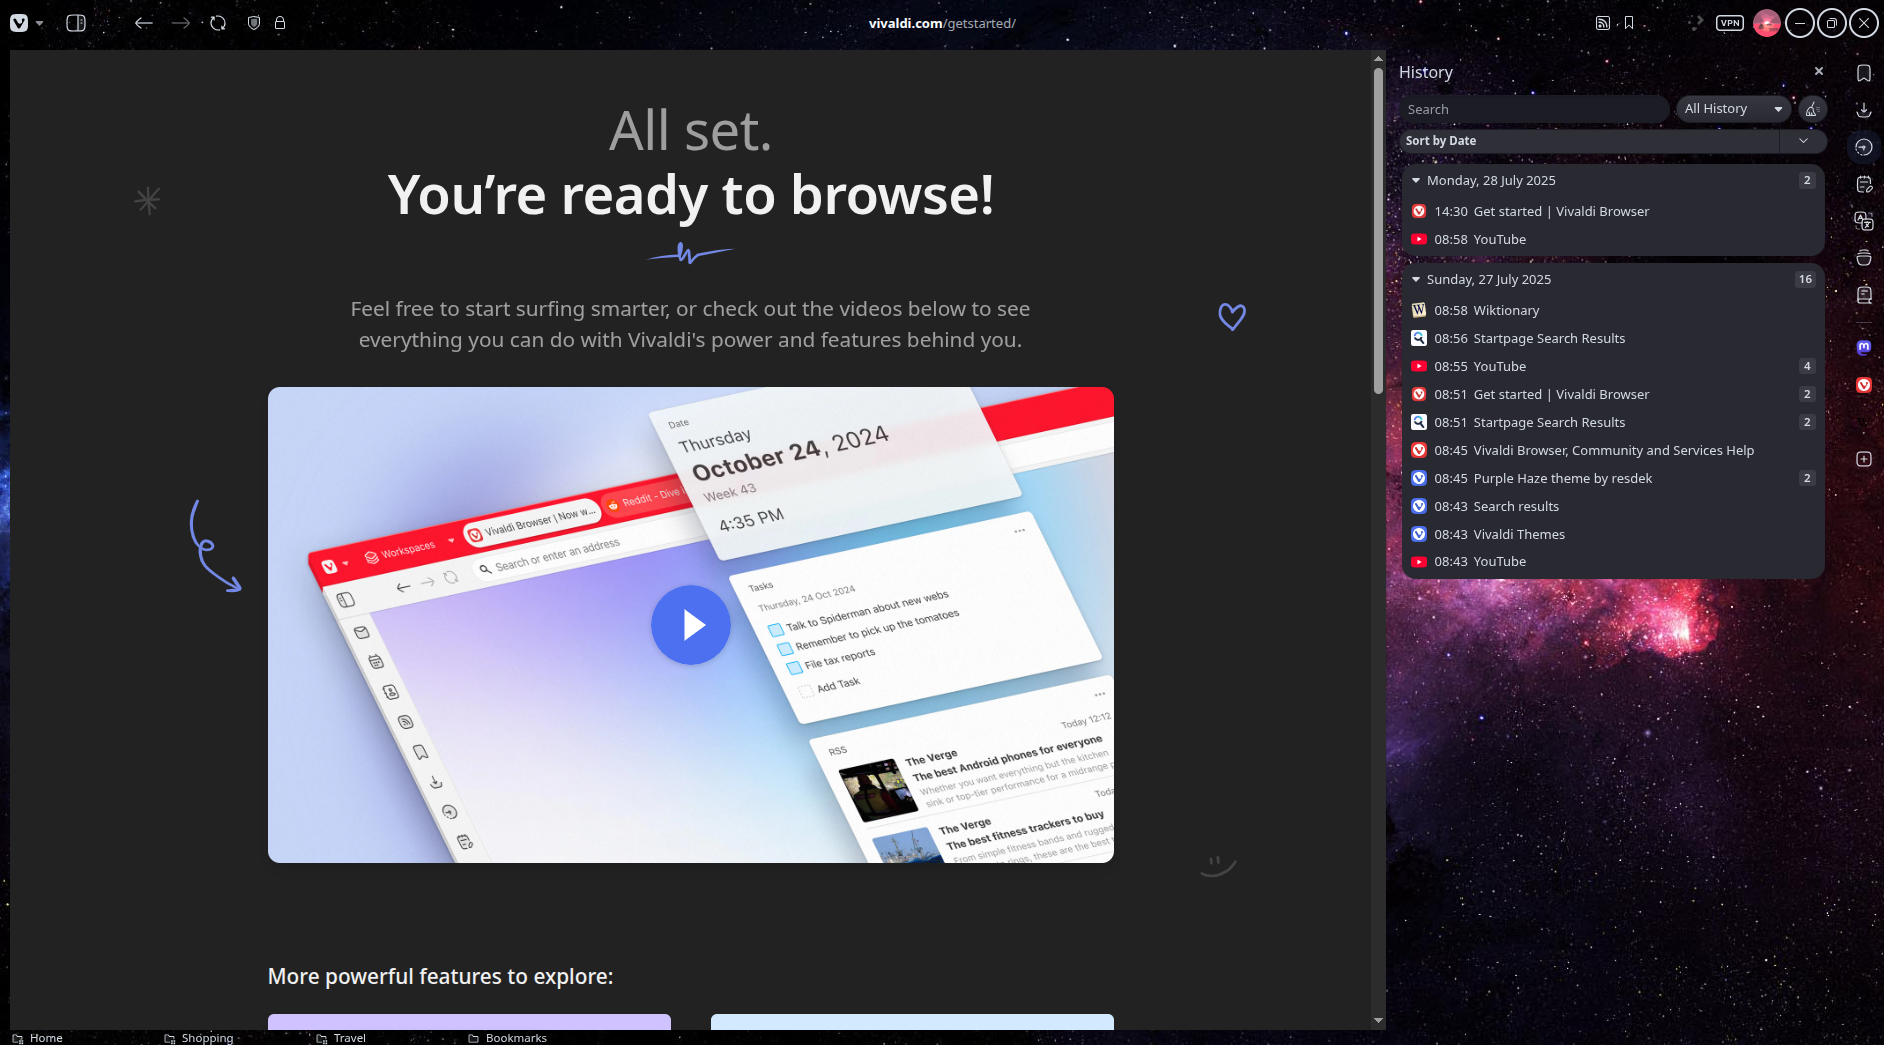 vivaldi.com/getstarted/
VPN
All set.
You're ready to browse!
Feel free to start surfing smarter, or check out the videos below to see
everything you can do with Vivaldi's power and features behind you.
Date
Thursday
October 24, 2024
Week 43
4:35 PM
Workspaces
Vivaldi Browser | Now w...
Reddit - Dive
Search or enter an address
Tasks
Thursday, 24 Oct 2024
Talk to Spiderman about new webs
Remember to pick up the tomatoes
File tax reports
Add Task
RSS
Today 12:12
The Verge
The best Android phones for everyone
Whether you want everything but the kitchen
sink or top-tier performance for a midrange
The Verge
The best fitness trackers to buy
From simple fitness bands and rugged
rings, these are the best
More powerful features to explore:
History
Search
All History
Sort by Date
Monday, 28 July 2025 2
14:30 Get started | Vivaldi Browser
08:58 YouTube
Sunday, 27 July 2025 16
08:58 Wiktionary
08:56 Startpage Search Results
08:55 YouTube 4
08:51 Get started | Vivaldi Browser 2
08:51 Startpage Search Results 2
08:45 Vivaldi Browser, Community and Services Help
08:45 Purple Haze theme by resdek 2
08:43 Search results
08:43 Vivaldi Themes
08:43 YouTube
Home
Shopping
Travel
Bookmarks